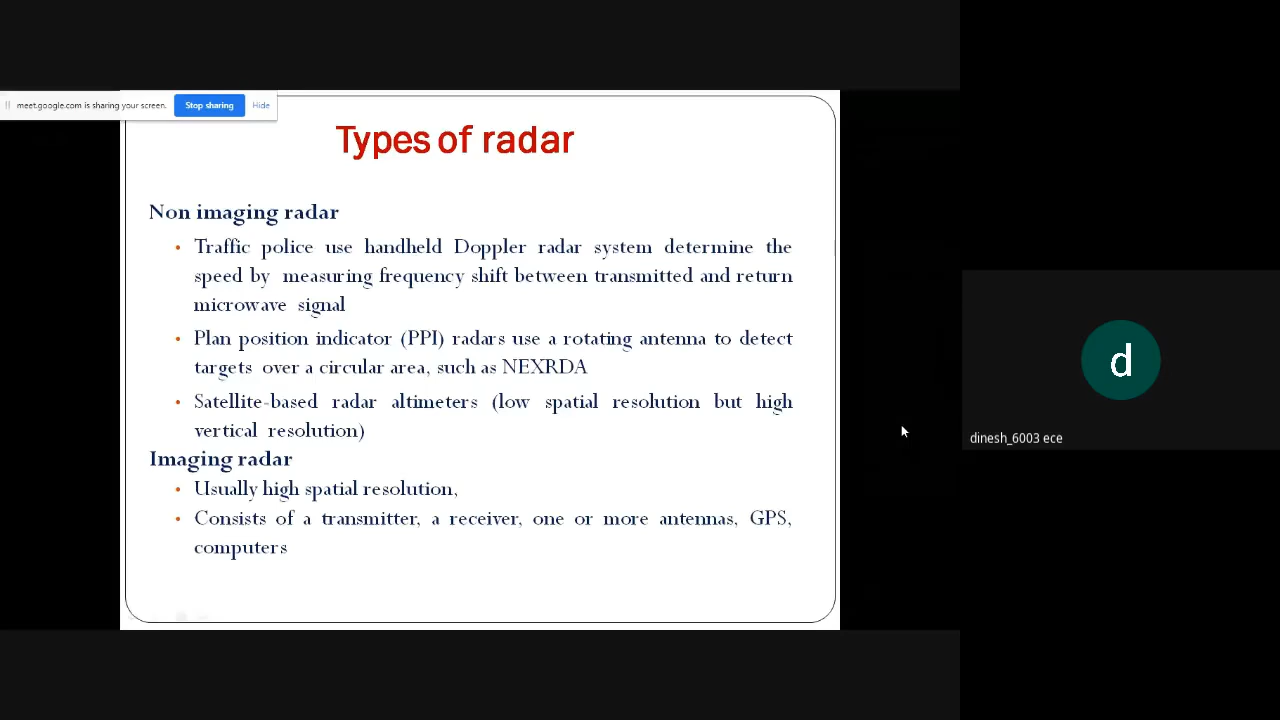 meet.google.com is sharing your screen. Stop sharing Hide
Types of radar
Non imaging radar
• Traffic police use handheld Doppler radar system determine the
speed by measuring frequency shift between transmitted and return
microwave signal
• Plan position indicator (PPI) radars use a rotating antenna to detect
targets over a circular area, such as NEXRDA
• Satellite-based radar altimeters (low spatial resolution but high
vertical resolution)
Imaging radar
• Usually high spatial resolution,
• Consists of a transmitter, a receiver, one or more antennas, GPS,
computers
d
dinesh_6003 ece